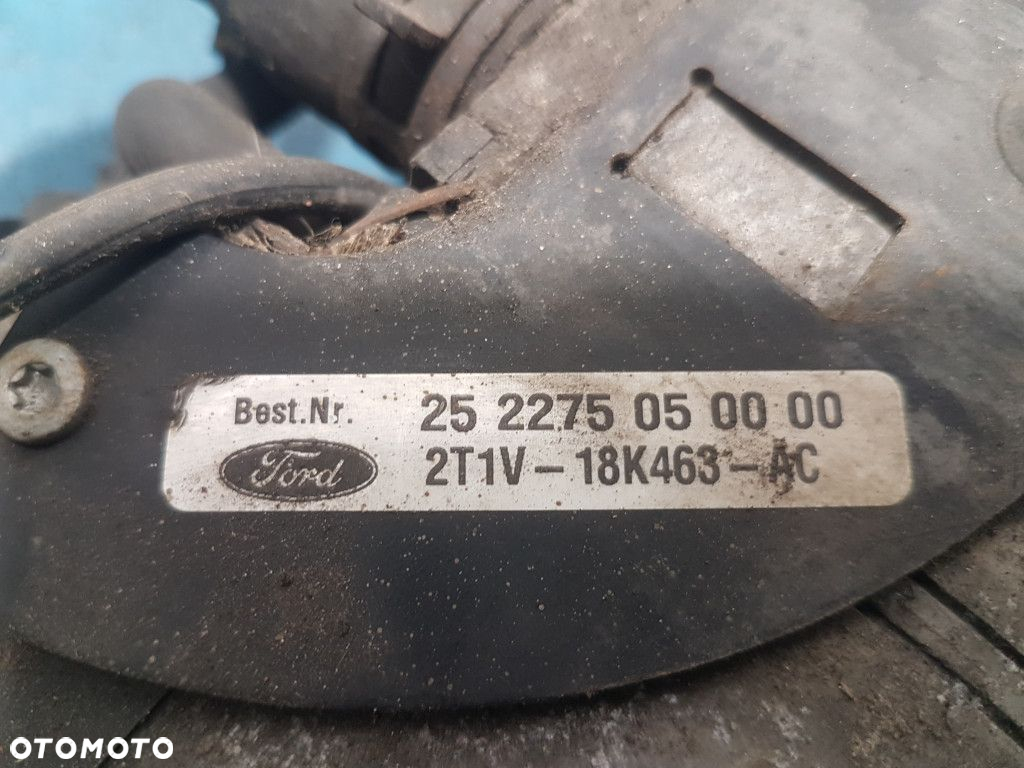 Best.Nr. 25 2275 05 00 00
Ford 2T1V-18K463-AC
OTOMOTO